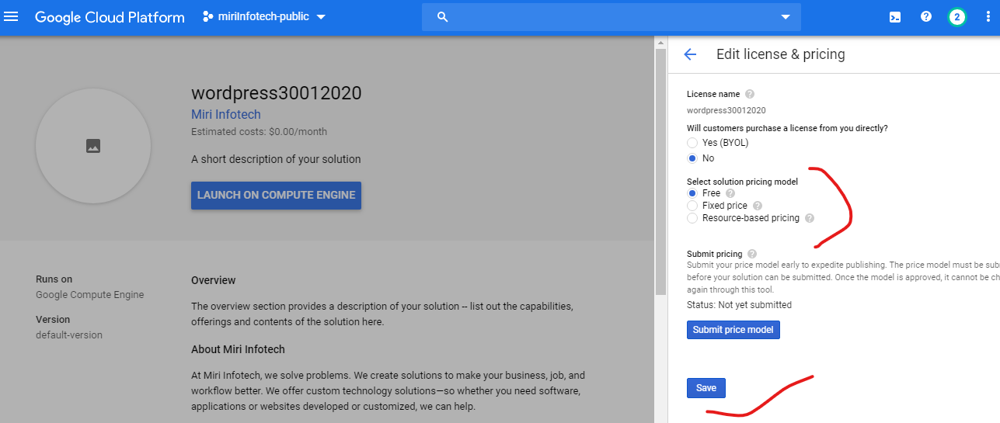 Google Cloud Platform
miriInfotech-public
2
wordpress30012020
Miri Infotech
Estimated costs: $0.00/month
A short description of your solution
LAUNCH ON COMPUTE ENGINE
Runs on
Google Compute Engine
Version
default-version
Overview
The overview section provides a description of your solution -- list out the capabilities,
offerings and contents of the solution here.
About Miri Infotech
At Miri Infotech, we solve problems. We create solutions to make your business, job, and
workflow better. We offer custom technology solutions—so whether you need software,
applications or websites developed or customized, we can help.
Edit license & pricing
License name
wordpress30012020
Will customers purchase a license from you directly?
Yes (BYOL)
No
Select solution pricing model
Free
Fixed price
Resource-based pricing
Submit pricing
Submit your price model early to expedite publishing. The price model must be sub
before your solution can be submitted. Once the model is approved, it cannot be ch
again through this tool.
Status: Not yet submitted
Submit price model
Save